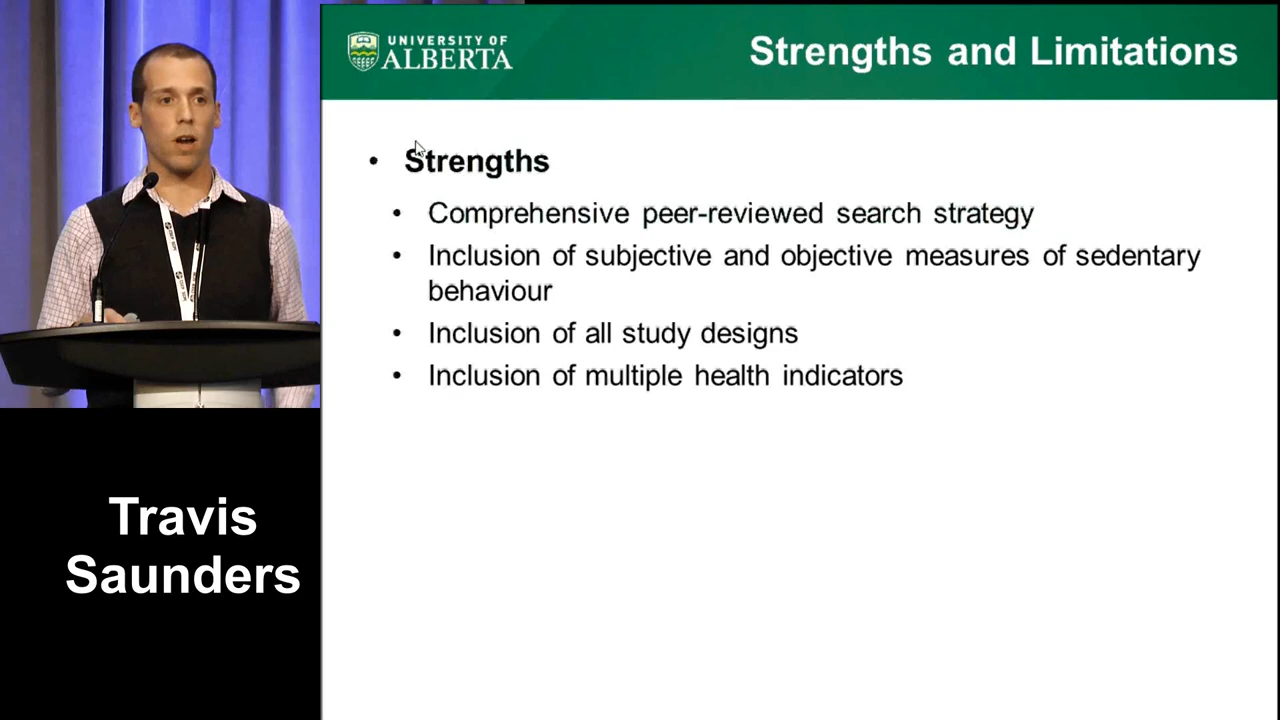 UNIVERSITY OF
ALBERTA
Strengths and Limitations
• Strengths
• Comprehensive peer-reviewed search strategy
• Inclusion of subjective and objective measures of sedentary
behaviour
• Inclusion of all study designs
• Inclusion of multiple health indicators
Travis
Saunders